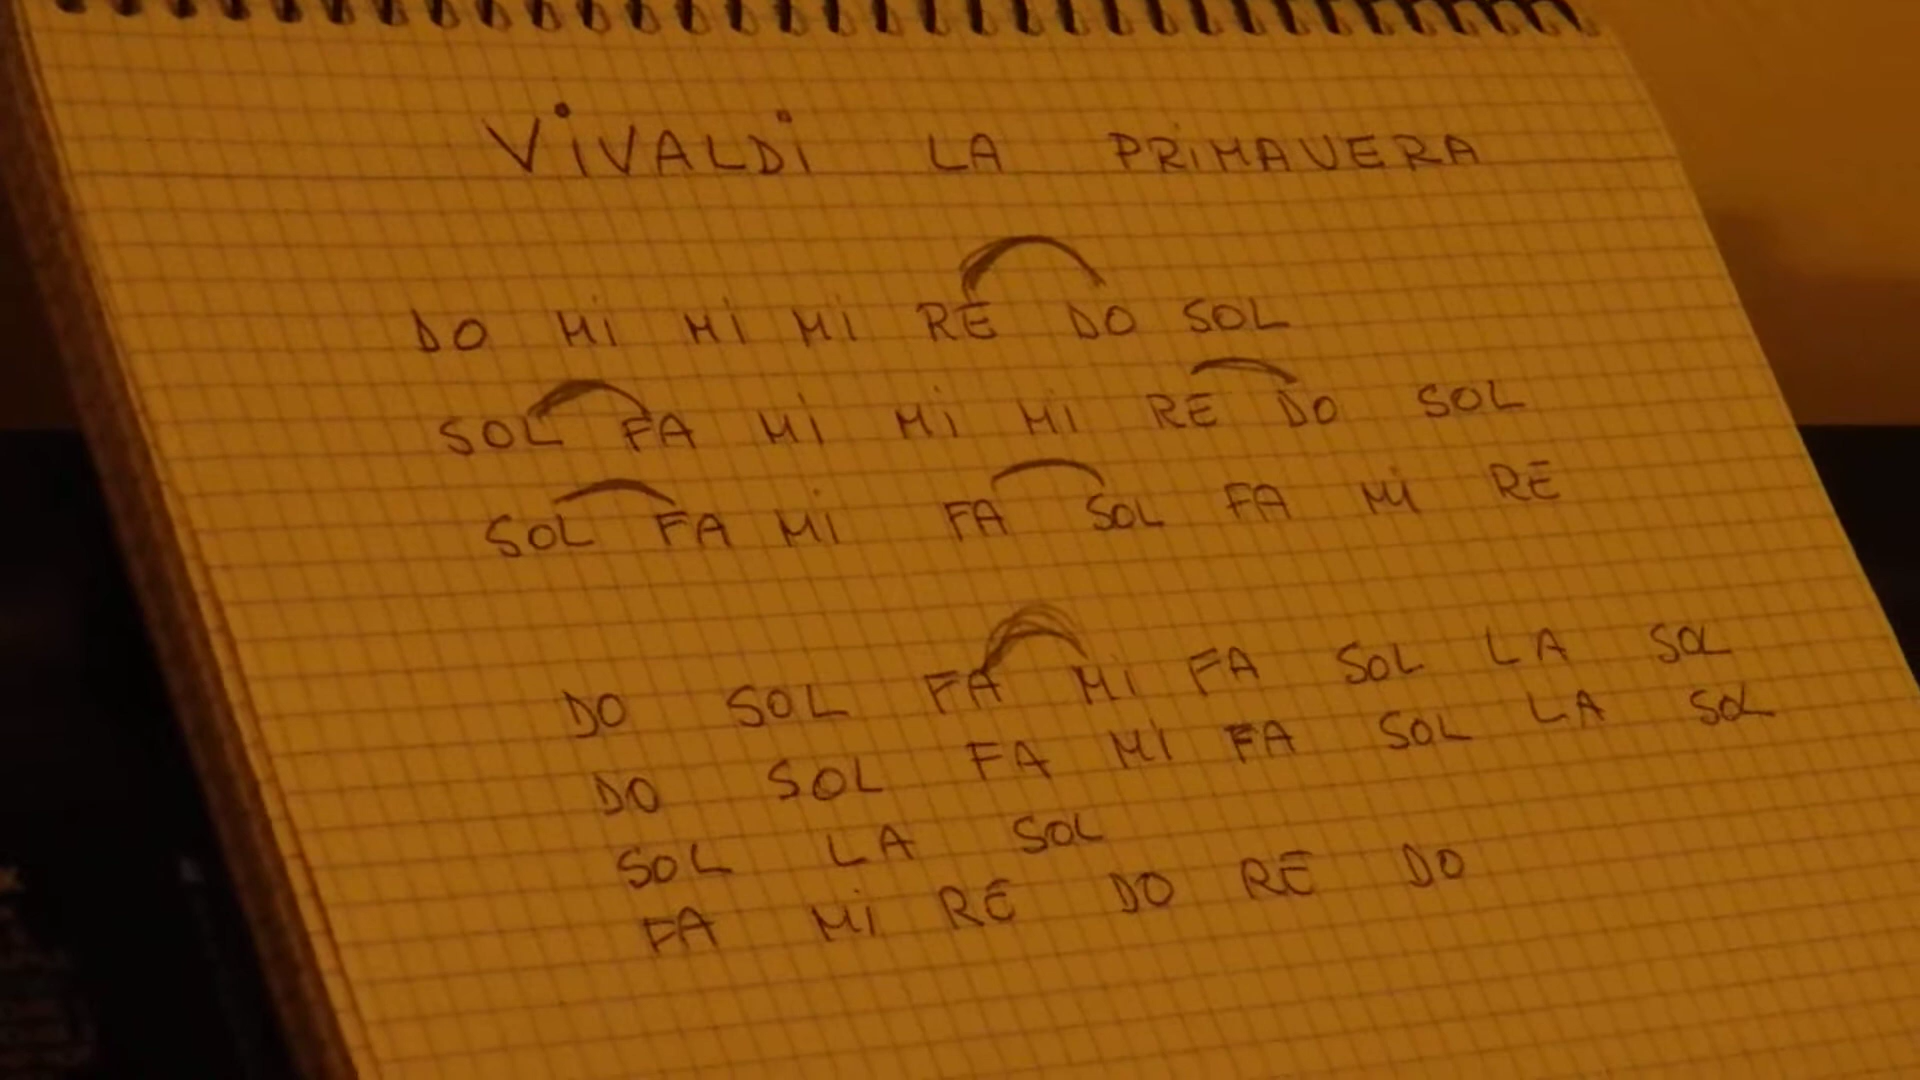 ViVALDi LA PRiMAVERA
DO Mi Mi Mi RE DO SOL
SOL FA Mi Mi Mi RE DO SOL
SOL FA Mi FA SOL FA Mi RE
DO SOL FA Mi FA SOL LA SOL
DO SOL FA Mi FA SOL LA SOL
SOL LA SOL
FA Mi RE DO RE DO